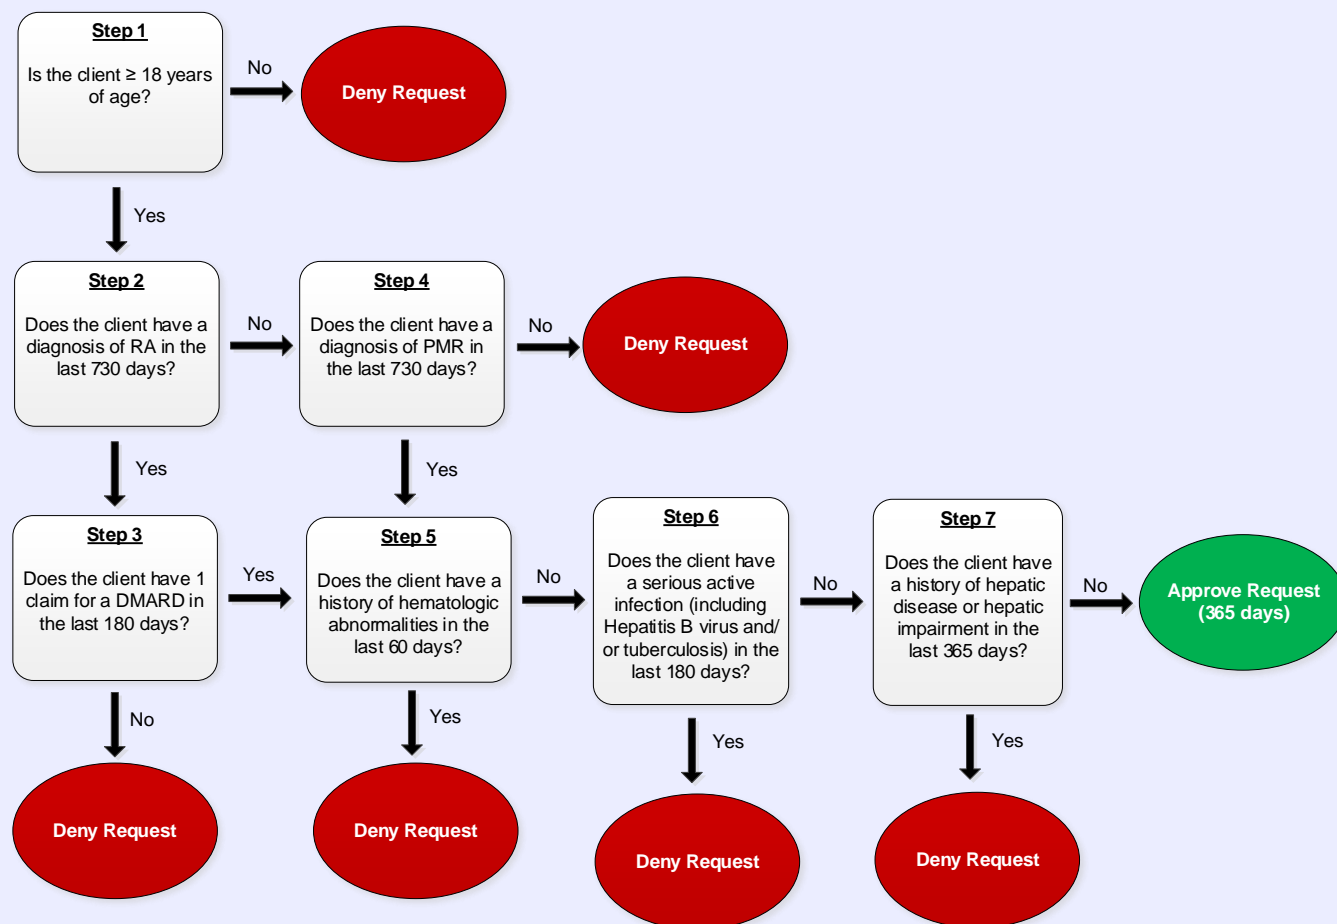 Step 1
Is the client ≥ 18 years
of age?
No
Deny Request
Yes
Step 2
Does the client have a
diagnosis of RA in the
last 730 days?
No
Step 4
Does the client have a
diagnosis of PMR in
the last 730 days?
No
Deny Request
Yes
Yes
Step 3
Does the client have 1
claim for a DMARD in
the last 180 days?
Yes
Step 5
Does the client have a
history of hematologic
abnormalities in the
last 60 days?
No
Step 6
Does the client have
a serious active
infection (including
Hepatitis B virus and/
or tuberculosis) in the
last 180 days?
No
Step 7
Does the client have
a history of hepatic
disease or hepatic
impairment in the
last 365 days?
No
Approve Request
(365 days)
No
Yes
Yes
Yes
Deny Request
Deny Request
Deny Request
Deny Request